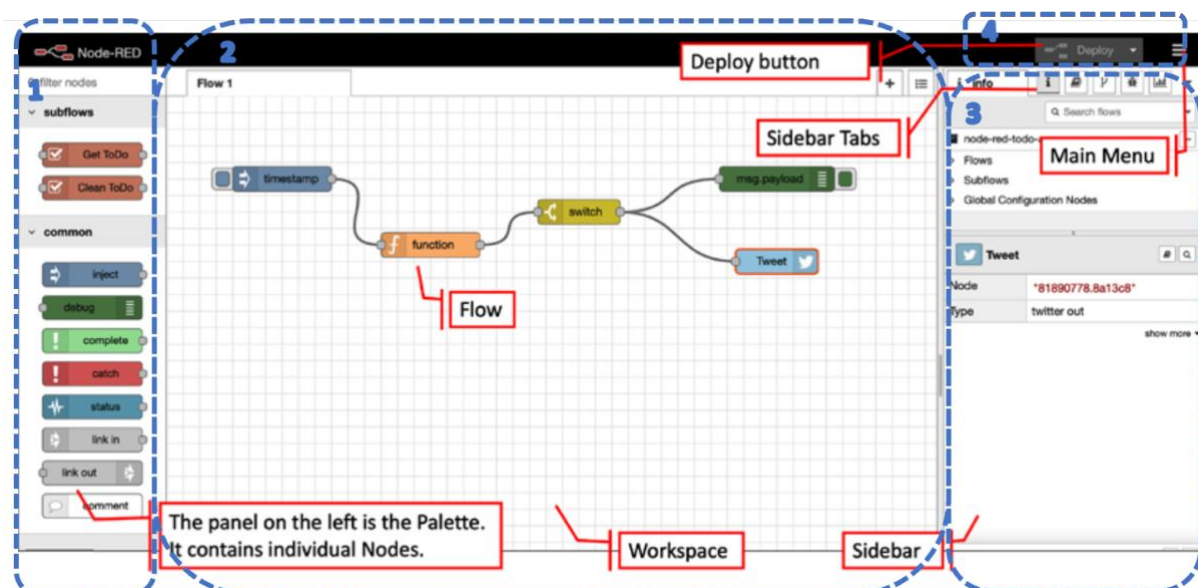 4
2
Node-RED
Deploy button
Deploy
1
filter nodes
Flow 1
i info
3
subflows
Sidebar Tabs
Search flows
Get ToDo
node-red-todo-
Main Menu
timestamp
msg.payload
Flows
Clean ToDo
Subflows
switch
Global Configuration Nodes
common
function
Tweet
Tweet
inject
Node
"81890778.8a13c8"
debug
Flow
Type
twitter out
complete
show more
catch
status
link in
link out
comment
The panel on the left is the Palette.
It contains individual Nodes.
Workspace
Sidebar